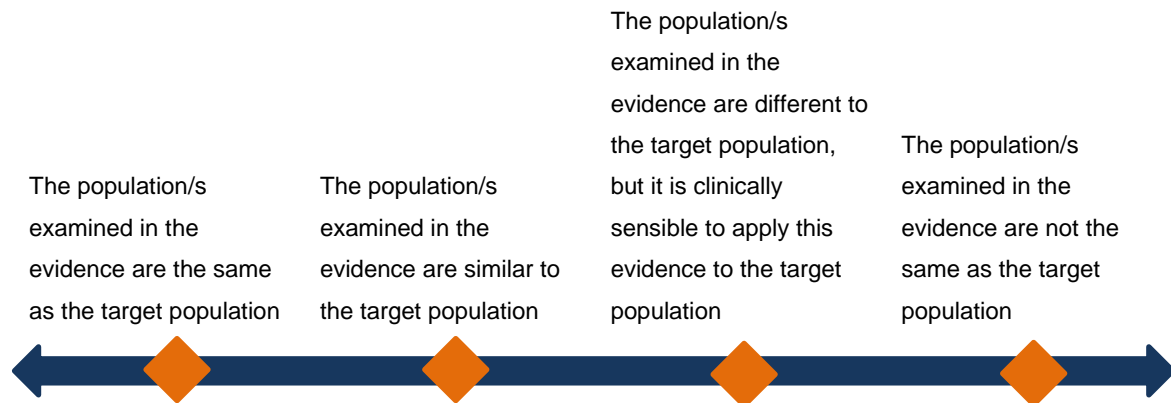 The population/s
examined in the
evidence are the same
as the target population
The population/s
examined in the
evidence are similar to
the target population
The population/s
examined in the
evidence are different to
the target population,
but it is clinically
sensible to apply this
evidence to the target
population
The population/s
examined in the
evidence are not the
same as the target
population